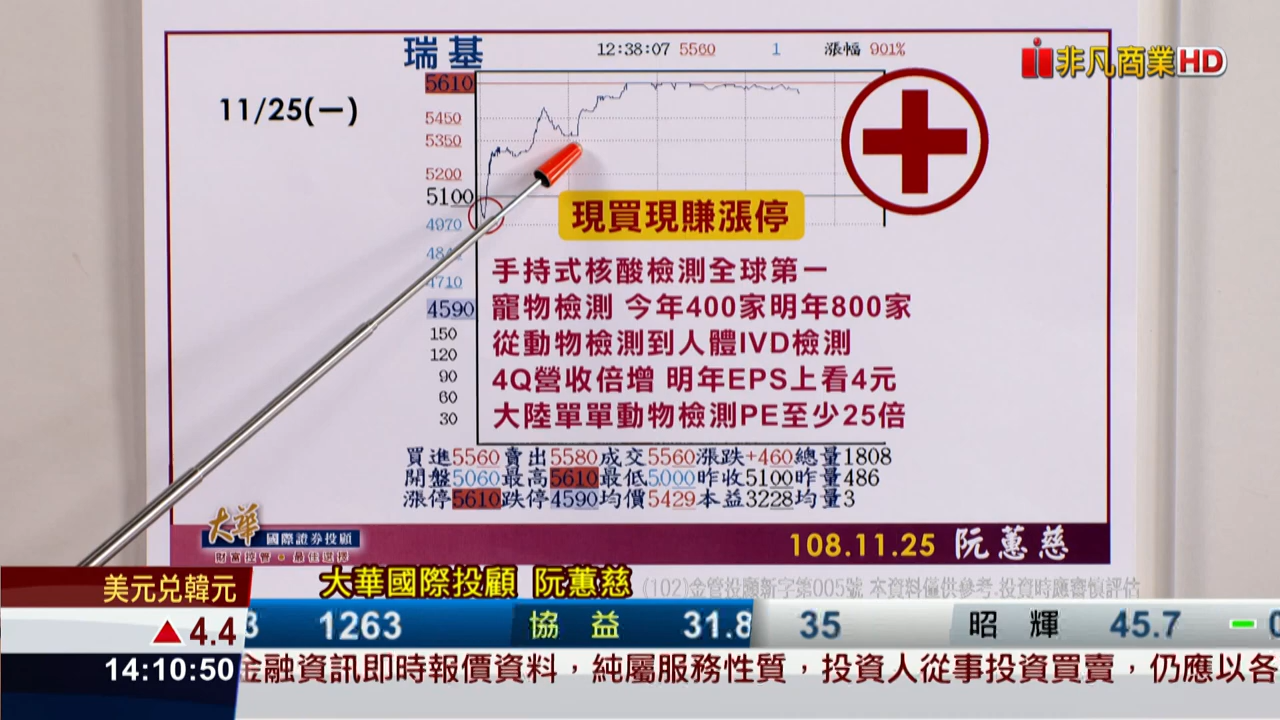 瑞基 12:38:07 5560 1 漲幅 901%
非凡商業HD
11/25(一)
5610
5450
5350
5200
5100
4970
4710
4590
150
120
90
60
30
現買現賺漲停
手持式核酸檢測全球第一
寵物檢測 今年400家明年800家
從動物檢測到人體IVD檢測
4Q營收倍增 明年EPS上看4元
大陸單單動物檢測PE至少25倍
買進5560賣出5580成交5560漲跌+460總量1808
開盤5060最高5610最低5000昨收5100昨量486
漲停5610跌停4590均價5429本益3228均量3
大華國際證券投顧
財富控管 • 最佳選擇
108.11.25 阮蕙慈
大華國際投顧 阮蕙慈
(102)金管投顧新字第005號 本資料僅供參考,投資時應審慎評估
美元兌韓元
▲4.4
1263 協益 31.8 35 昭輝 45.7
14:10:50
金融資訊即時報價資料，純屬服務性質，投資人從事投資買賣，仍應以各